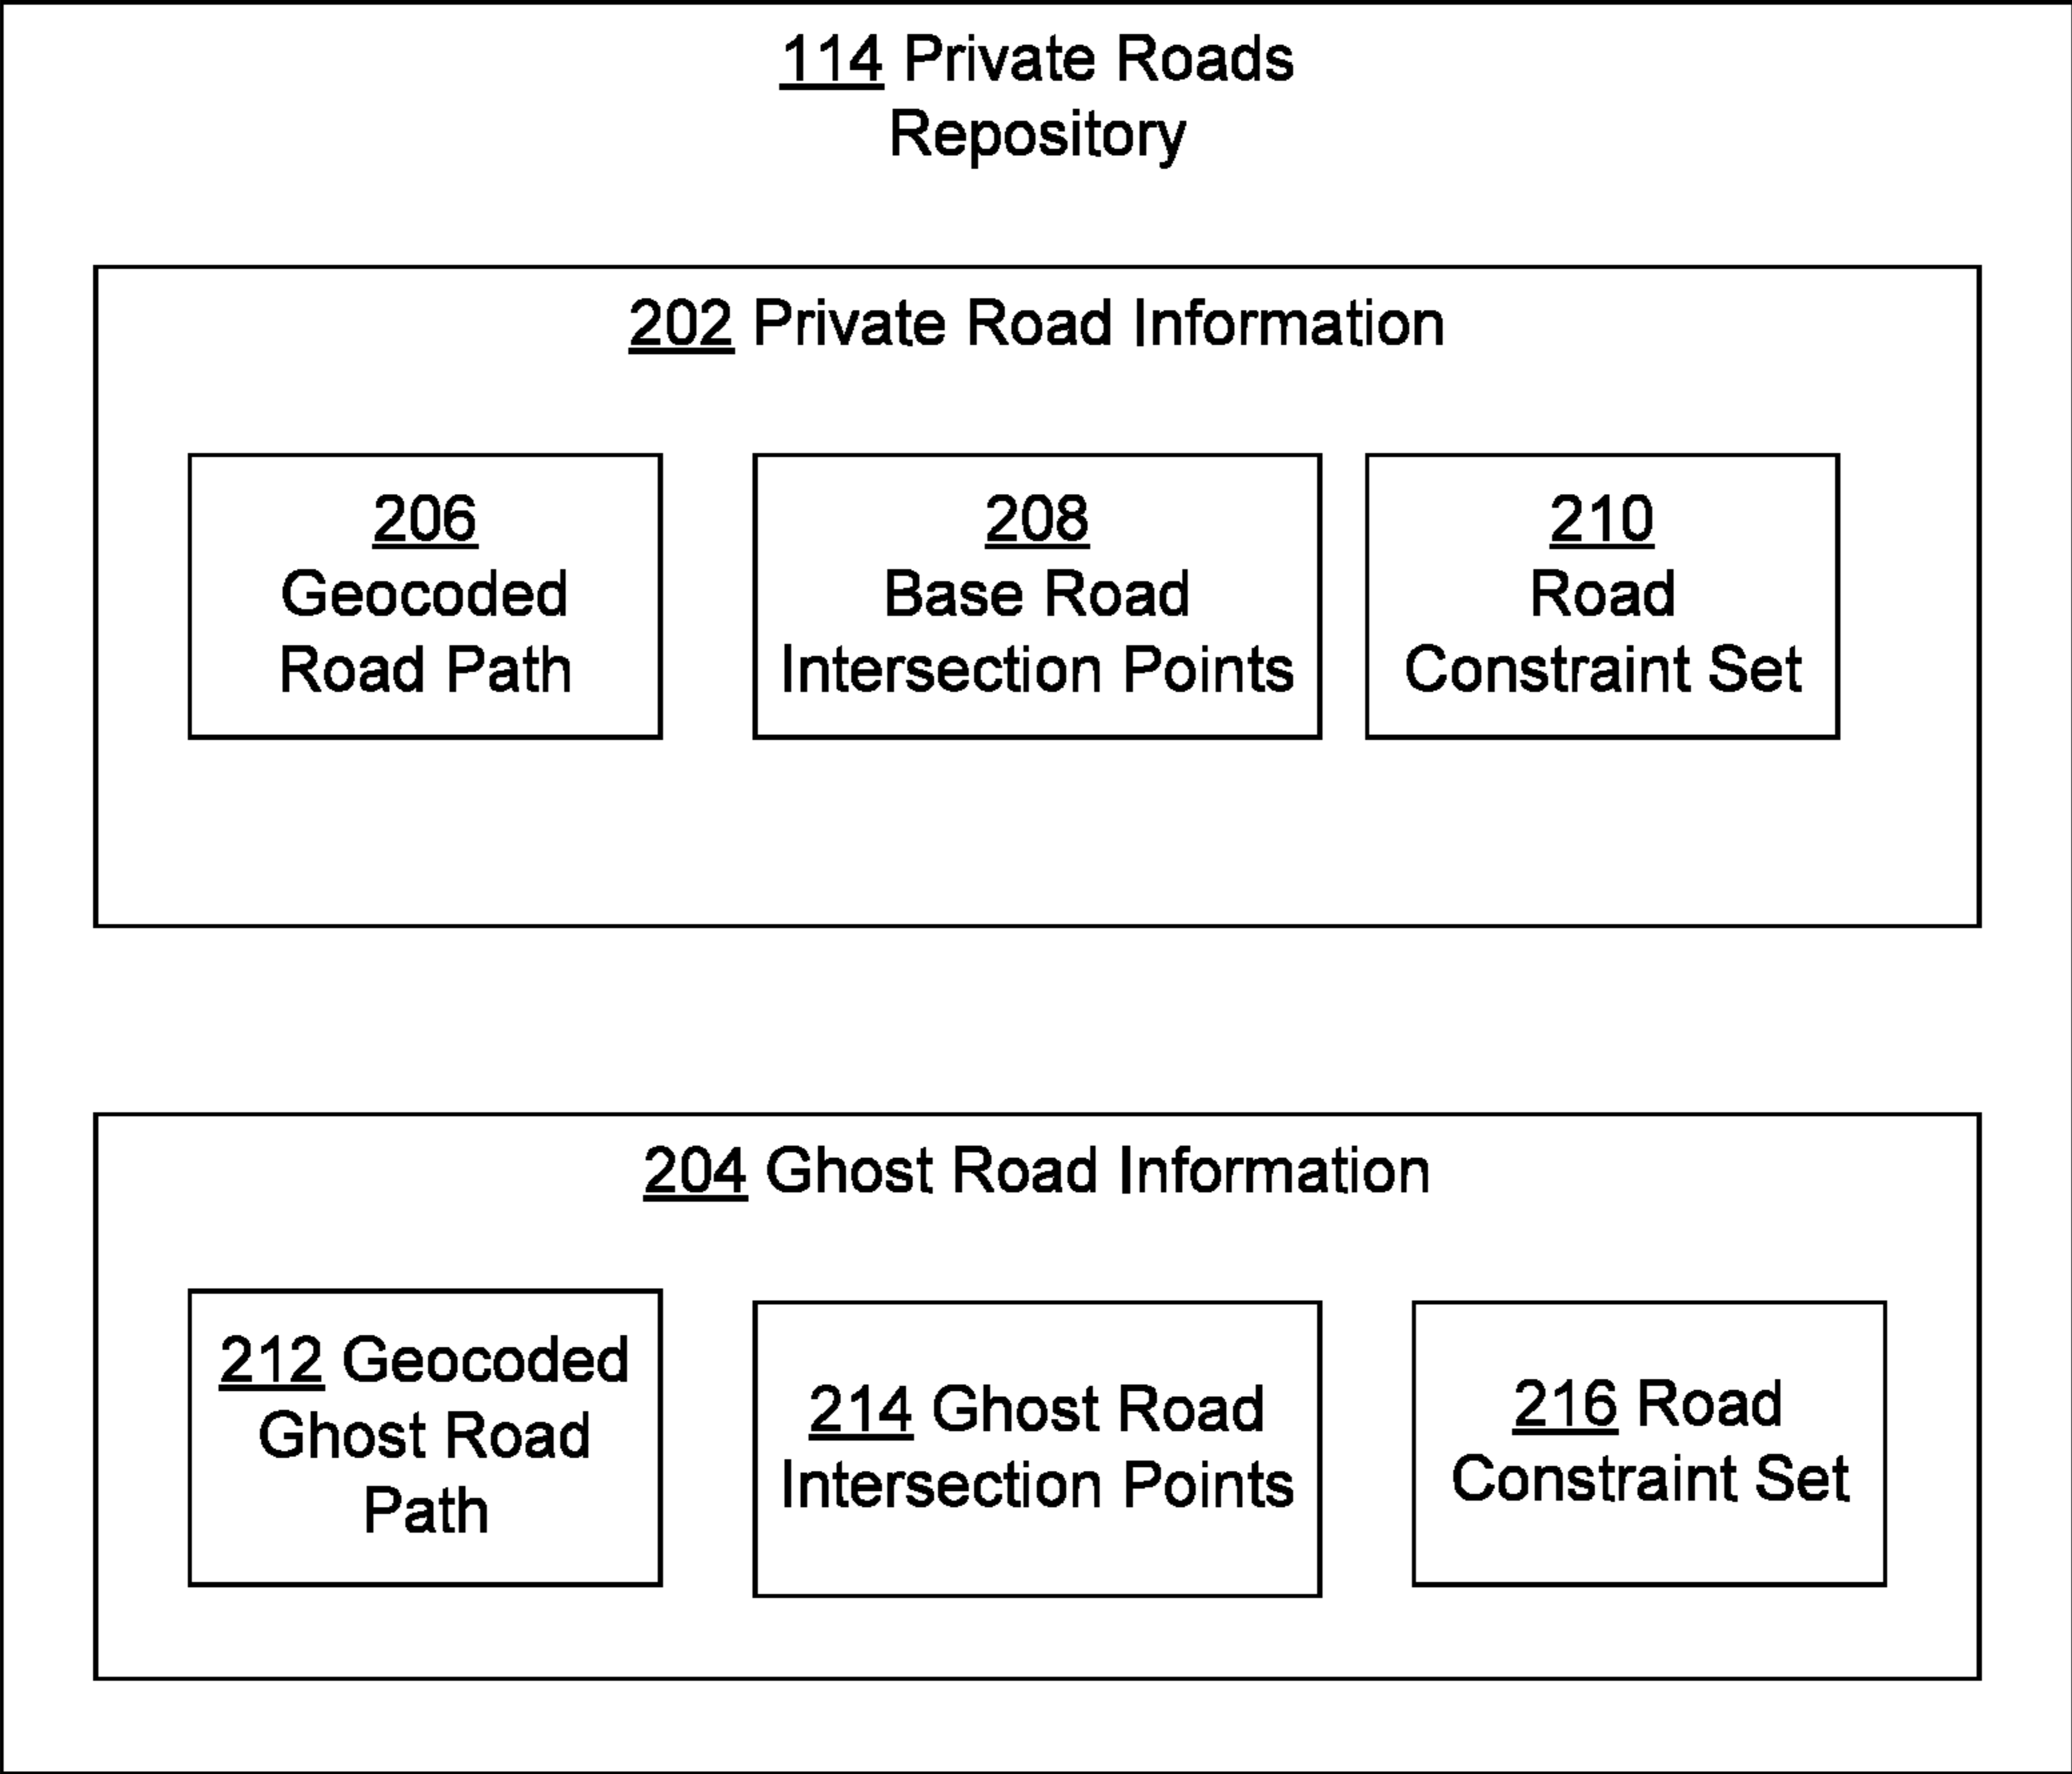 114 Private Roads
Repository
202 Private Road Information
206
Geocoded
Road Path
208
Base Road
Intersection Points
210
Road
Constraint Set
204 Ghost Road Information
212 Geocoded
Ghost Road
Path
214 Ghost Road
Intersection Points
216 Road
Constraint Set